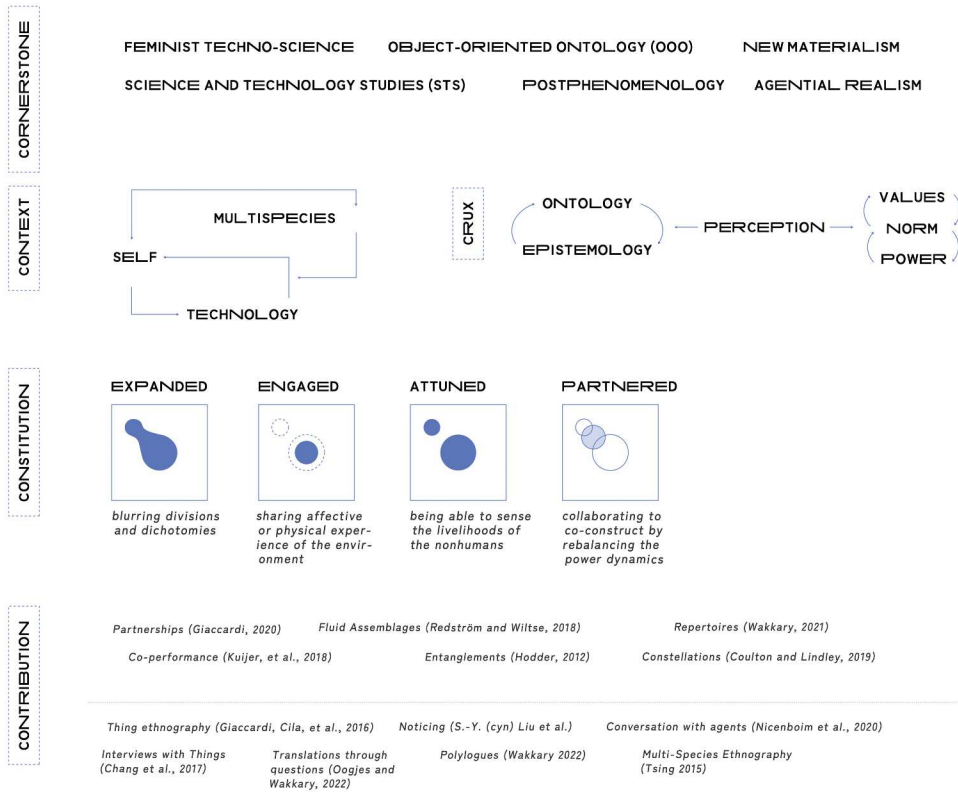 CORNERSTONE
FEMINIST TECHNO-SCIENCE
OBJECT-ORIENTED ONTOLOGY (OOO)
NEW MATERIALISM
SCIENCE AND TECHNOLOGY STUDIES (STS)
POSTPHENOMENOLOGY
AGENTIAL REALISM
CONTEXT
MULTISPECIES
SELF
TECHNOLOGY
CRUX
ONTOLOGY
EPISTEMOLOGY
PERCEPTION
VALUES
NORM
POWER
CONSTITUTION
EXPANDED
blurring divisions
and dichotomies
ENGAGED
sharing affective
or physical exper-
ience of the envir-
onment
ATTUNED
being able to sense
the livelihoods of
the nonhumans
PARTNERED
collaborating to
co-construct by
rebalancing the
power dynamics
CONTRIBUTION
Partnerships (Giaccardi, 2020)
Fluid Assemblages (Redström and Wiltse, 2018)
Repertoires (Wakkary, 2021)
Co-performance (Kuijer, et al., 2018)
Entanglements (Hodder, 2012)
Constellations (Coulton and Lindley, 2019)
Thing ethnography (Giaccardi, Cila, et al., 2016)
Noticing (S.-Y. (cyn) Liu et al.)
Conversation with agents (Nicenboim et al., 2020)
Interviews with Things
(Chang et al., 2017)
Translations through
questions (Oogjes and
Wakkary, 2022)
Polylogues (Wakkary 2022)
Multi-Species Ethnography
(Tsing 2015)